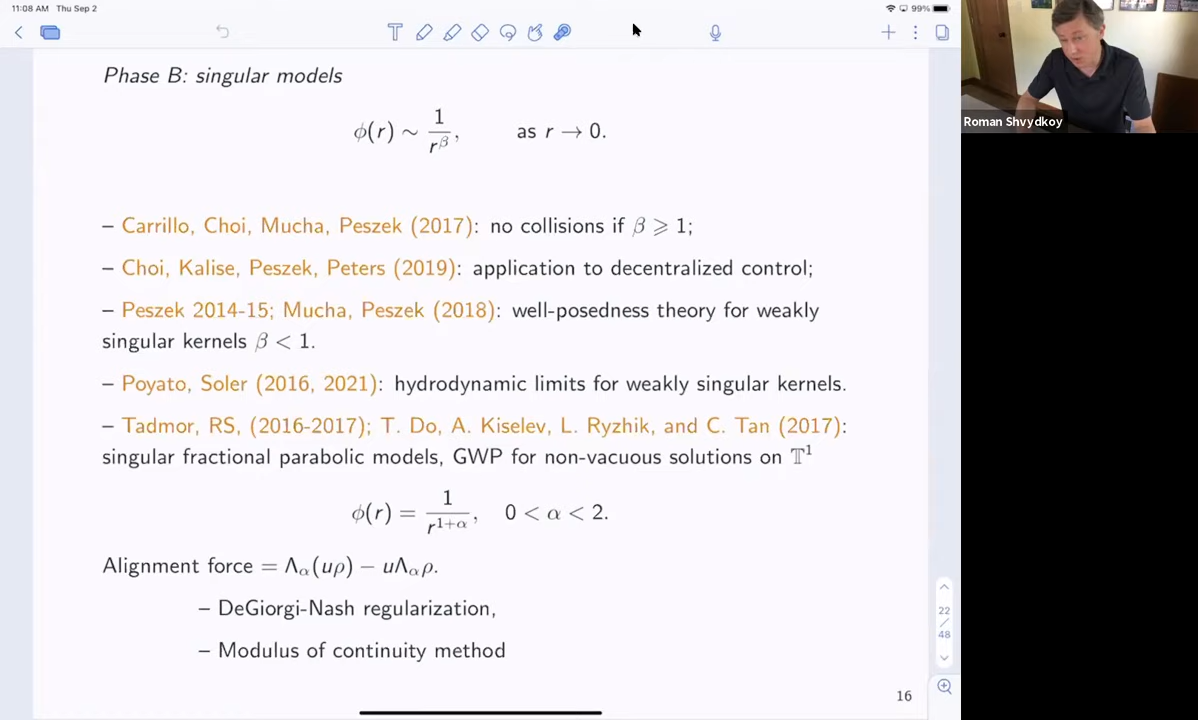 11:08 AM Thu Sep 2
99%
Phase B: singular models
ϕ(r) ∼ 1/r^β, as r → 0.
– Carrillo, Choi, Mucha, Peszek (2017): no collisions if β ⩾ 1;
– Choi, Kalise, Peszek, Peters (2019): application to decentralized control;
– Peszek 2014-15; Mucha, Peszek (2018): well-posedness theory for weakly
singular kernels β < 1.
– Poyato, Soler (2016, 2021): hydrodynamic limits for weakly singular kernels.
– Tadmor, RS, (2016-2017); T. Do, A. Kiselev, L. Ryzhik, and C. Tan (2017):
singular fractional parabolic models, GWP for non-vacuous solutions on 𝕋¹
ϕ(r) = 1/r^{1+α}, 0 < α < 2.
Alignment force = Λ_α(uρ) − uΛ_αρ.
– DeGiorgi-Nash regularization,
– Modulus of continuity method
16
22
/
48
Roman Shvydkoy